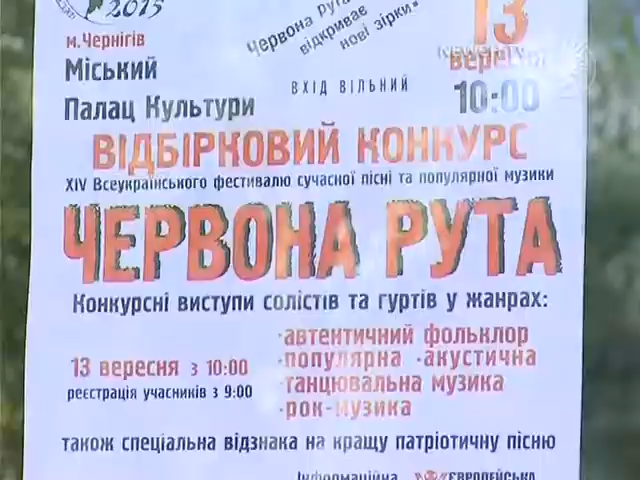 2015
Червона Рута
відкриває
нові зірки"
13
вересня
м.Чернігів
Міський
Палац Культури
ВХІД ВІЛЬНИЙ
10:00
ВІДБІРКОВИЙ КОНКУРС
XIV Всеукраїнського фестивалю сучасної пісні та популярної музики
ЧЕРВОНА РУТА
Конкурсні виступи солістів та гуртів у жанрах:
13 вересня з 10:00
реєстрація учасників з 9:00
·автентичний фольклор
·популярна ·акустична
·танцювальна музика
·рок-музика
також спеціальна відзнака на кращу патріотичну пісню
Інформаційна
ЄВРОПЕЙСЬКА